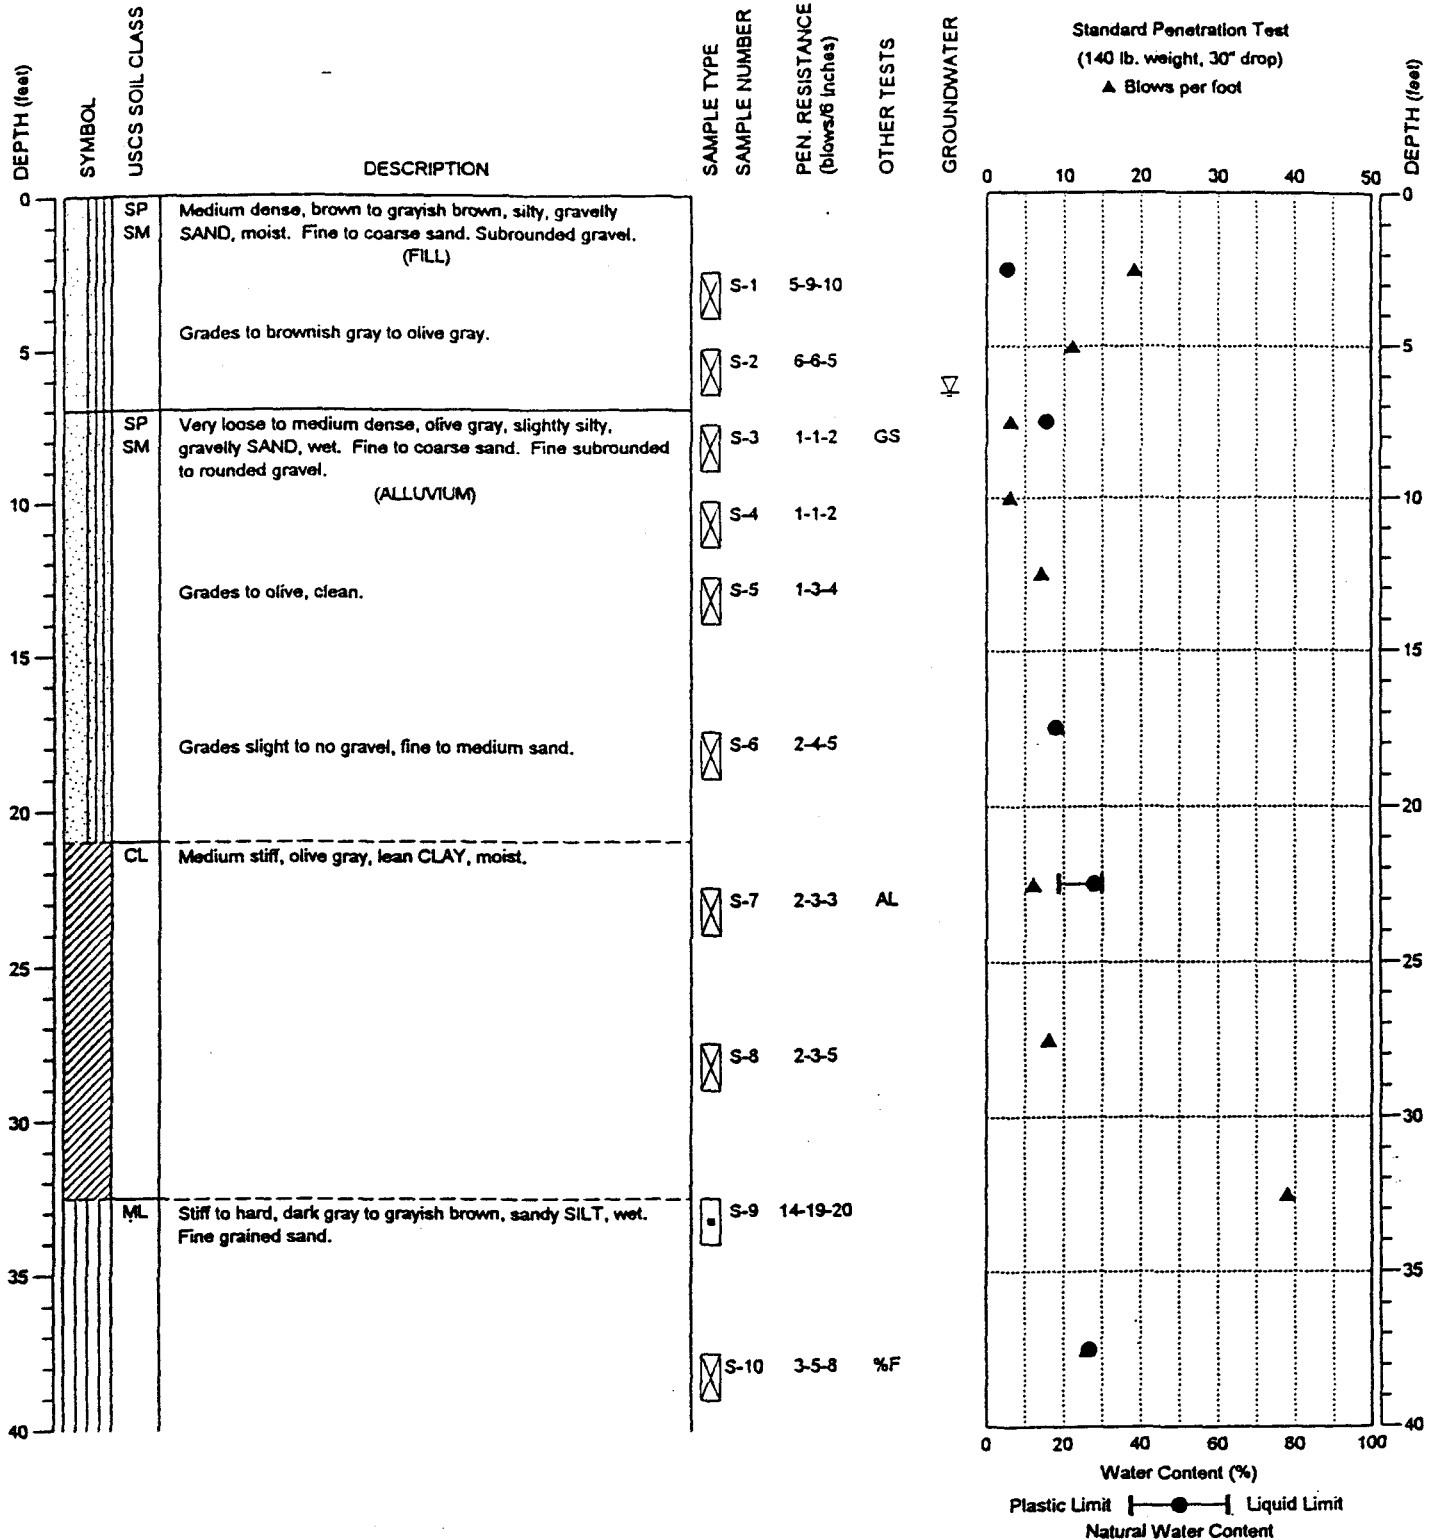 DEPTH (feet)
SYMBOL
USCS SOIL CLASS
DESCRIPTION
SAMPLE TYPE
SAMPLE NUMBER
PEN. RESISTANCE
(blows/6 inches)
OTHER TESTS
GROUNDWATER
Standard Penetration Test
(140 lb. weight, 30" drop)
▲ Blows per foot
DEPTH (feet)
0 10 20 30 40 50
0
SP
SM
Medium dense, brown to grayish brown, silty, gravelly
SAND, moist. Fine to coarse sand. Subrounded gravel.
(FILL)
S-1 5-9-10
Grades to brownish gray to olive gray.
5
S-2 6-6-5
SP
SM
Very loose to medium dense, olive gray, slightly silty,
gravelly SAND, wet. Fine to coarse sand. Fine subrounded
to rounded gravel.
(ALLUVIUM)
S-3 1-1-2 GS
10
S-4 1-1-2
Grades to olive, clean.
S-5 1-3-4
15
Grades slight to no gravel, fine to medium sand.
S-6 2-4-5
20
CL
Medium stiff, olive gray, lean CLAY, moist.
S-7 2-3-3 AL
25
S-8 2-3-5
30
ML
Stiff to hard, dark gray to grayish brown, sandy SILT, wet.
Fine grained sand.
S-9 14-19-20
35
S-10 3-5-8 %F
40
0
5
10
15
20
25
30
35
40
0 20 40 60 80 100
Water Content (%)
Plastic Limit Liquid Limit
Natural Water Content